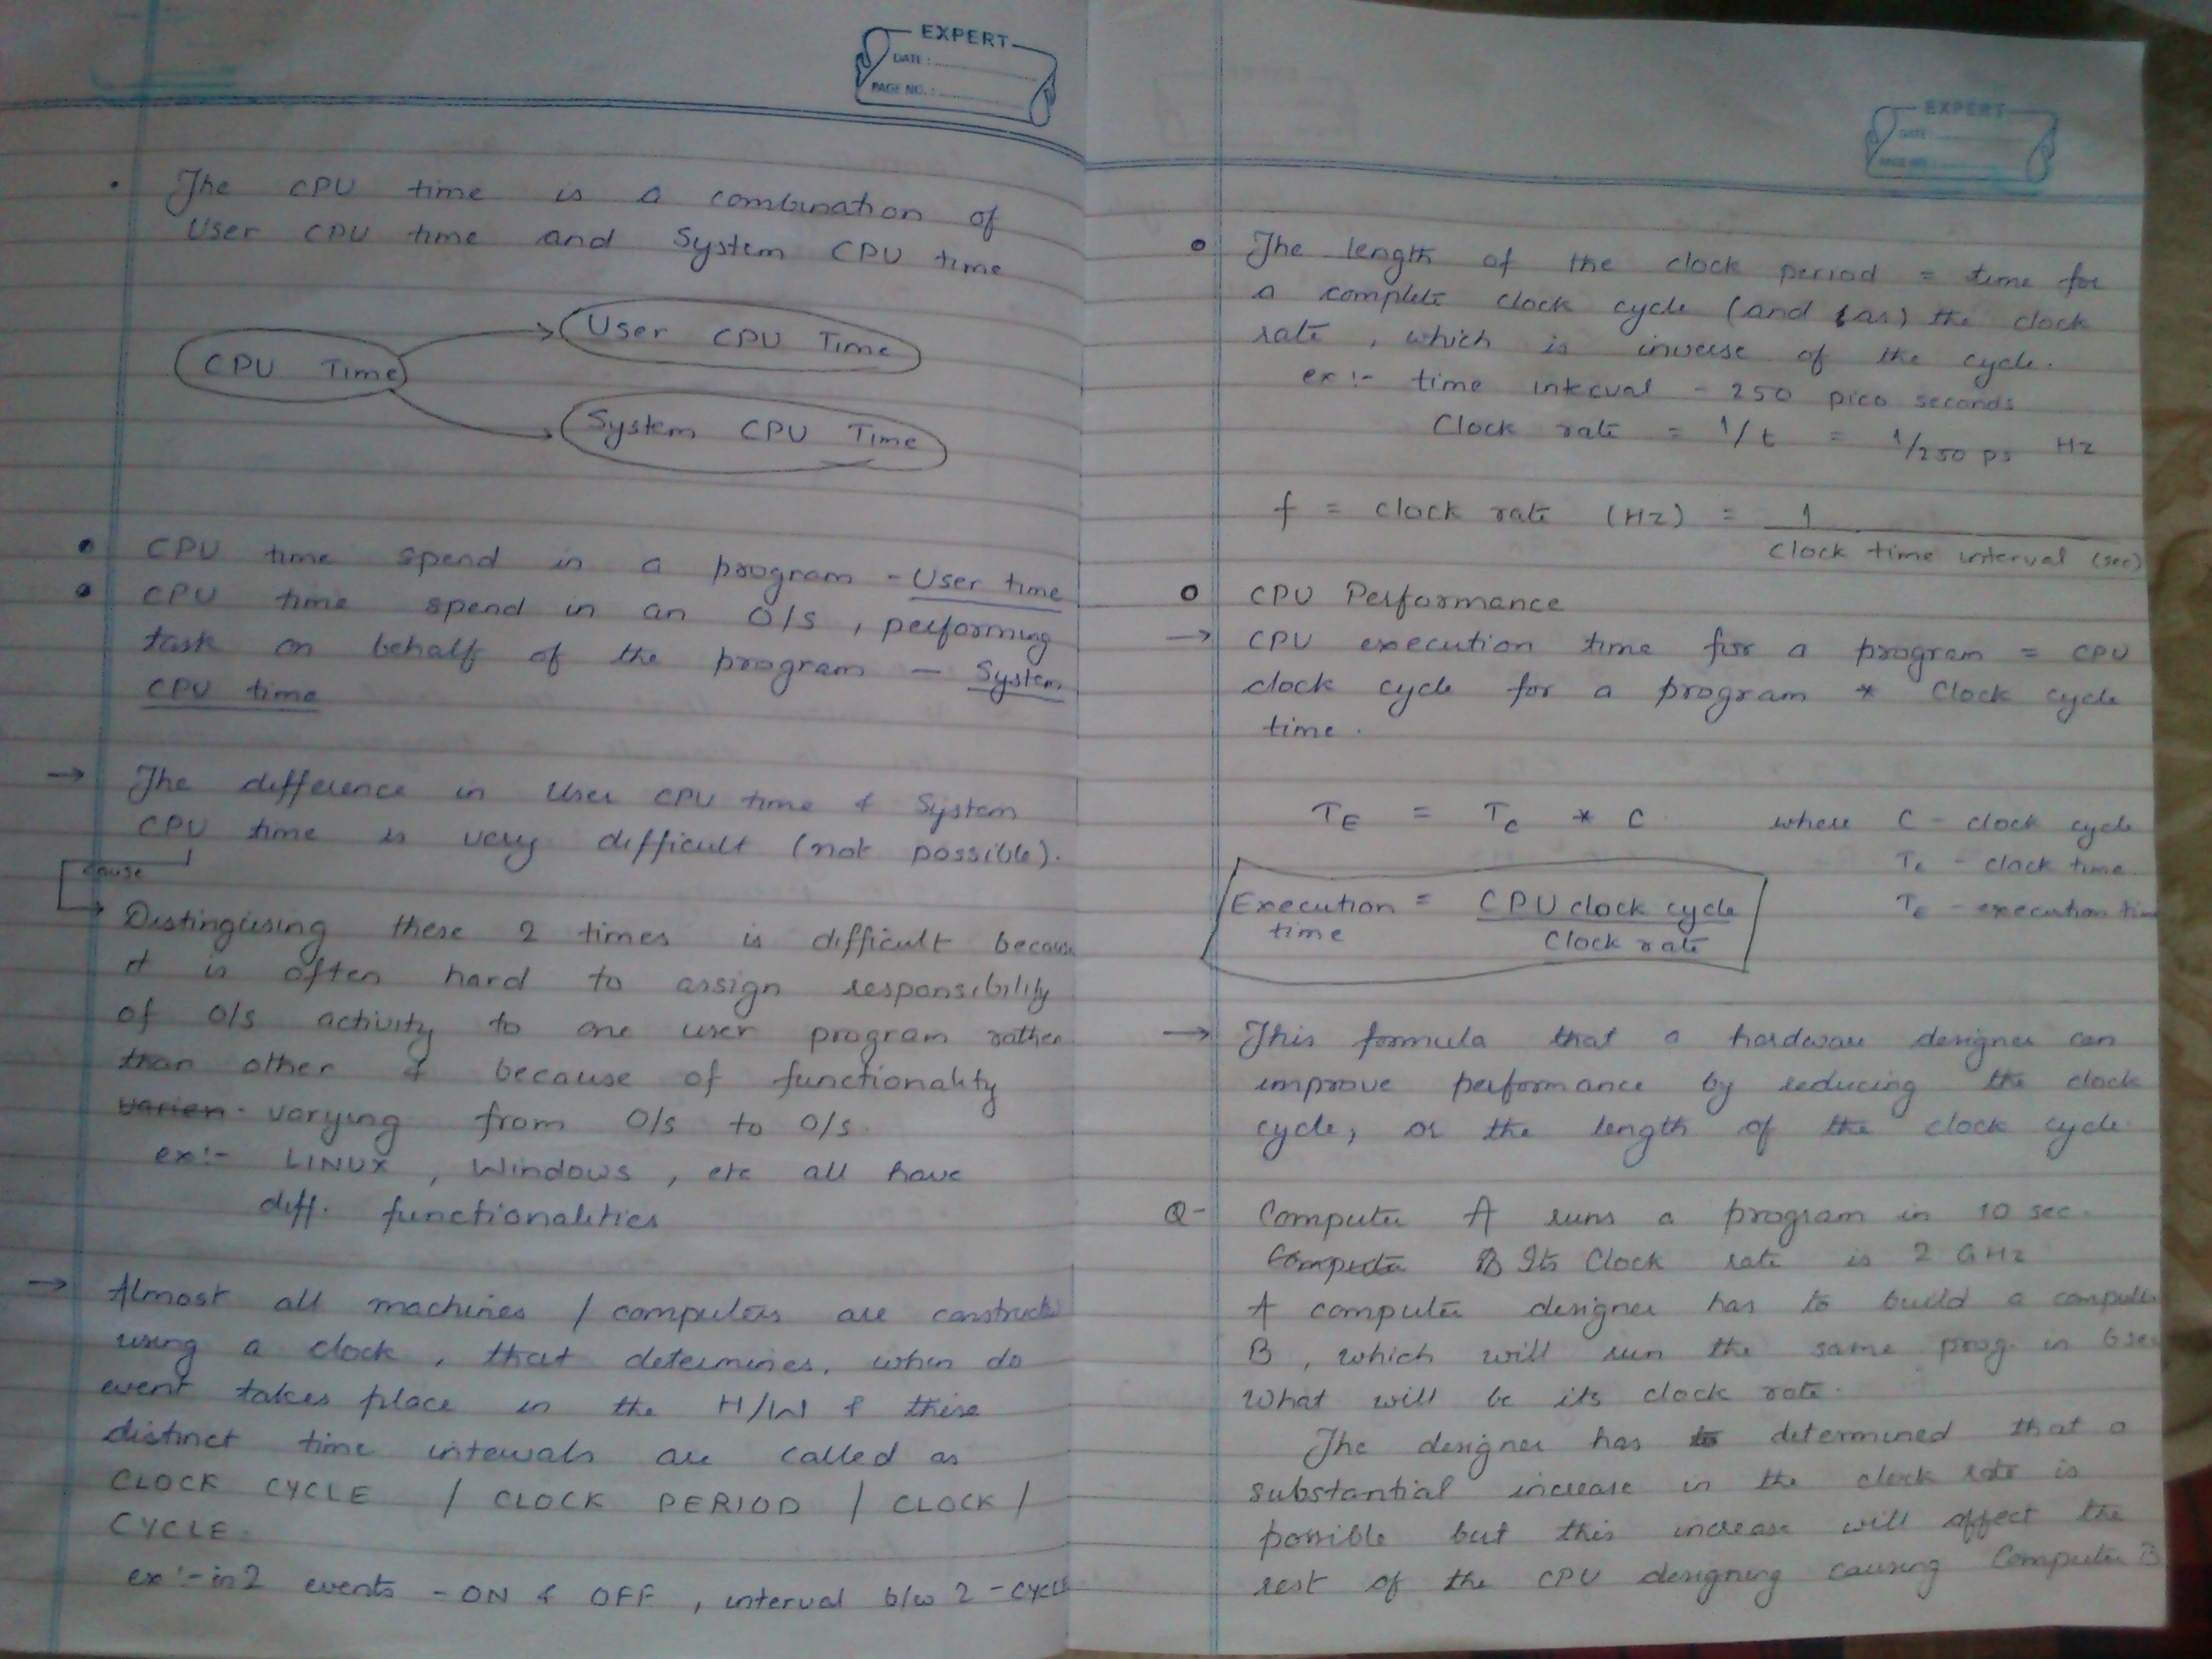 EXPERT
DATE :
PAGE NO. :
• The CPU time is a combination of
User CPU time and System CPU time
CPU Time
User CPU Time
System CPU Time
• CPU time spend in a program - User time
• CPU time spend in an O/S , performing
task on behalf of the program - System
CPU time
→ The difference in User CPU time & System
CPU time is very difficult (not possible).
cause
Distingusing these 2 times is difficult because
it is often hard to assign responsibility
of O/S activity to one user program rather
than other & because of functionality
varien. varying from O/S to O/S.
ex:- LINUX , Windows , etc all have
diff. functionalities
→ Almost all machines / computers are construct
using a clock , that determines, when do
event takes place in the H/W & these
distinct time intervals are called as
CLOCK CYCLE / CLOCK PERIOD / CLOCK /
CYCLE.
ex:- in 2 events - ON & OFF , interval b/w 2 - cycle
EXPERT
DATE
PAGE NO.
• The length of the clock period = time for
a complete clock cycle (and (as) the clock
rate , which is inverse of the cycle.
ex:- time interval - 250 pico seconds
Clock rate = 1/t = 1/250 ps Hz
f = clock rate (Hz) = 1
Clock time interval (sec)
• CPU Performance
→ CPU execution time for a program = CPU
clock cycle for a program * Clock cycle
time.
TE = Tc * C where C - clock cycle
Tc - clock time
Execution = CPU clock cycle TE - execution tim
time Clock rate
→ This formula that a hardware designer can
improve performance by reducing the clock
cycle, or the length of the clock cycle.
Q- Computer A runs a program in 10 sec.
Computer B Its Clock rate is 2 GHz
A computer designer has to build a computer
B , which will run the same prog. in 6 sec
What will be its clock rate.
The designer has to determined that a
substantial increase in the clock rate is
possible but this increase will affect the
rest of the CPU designing causing Computer B